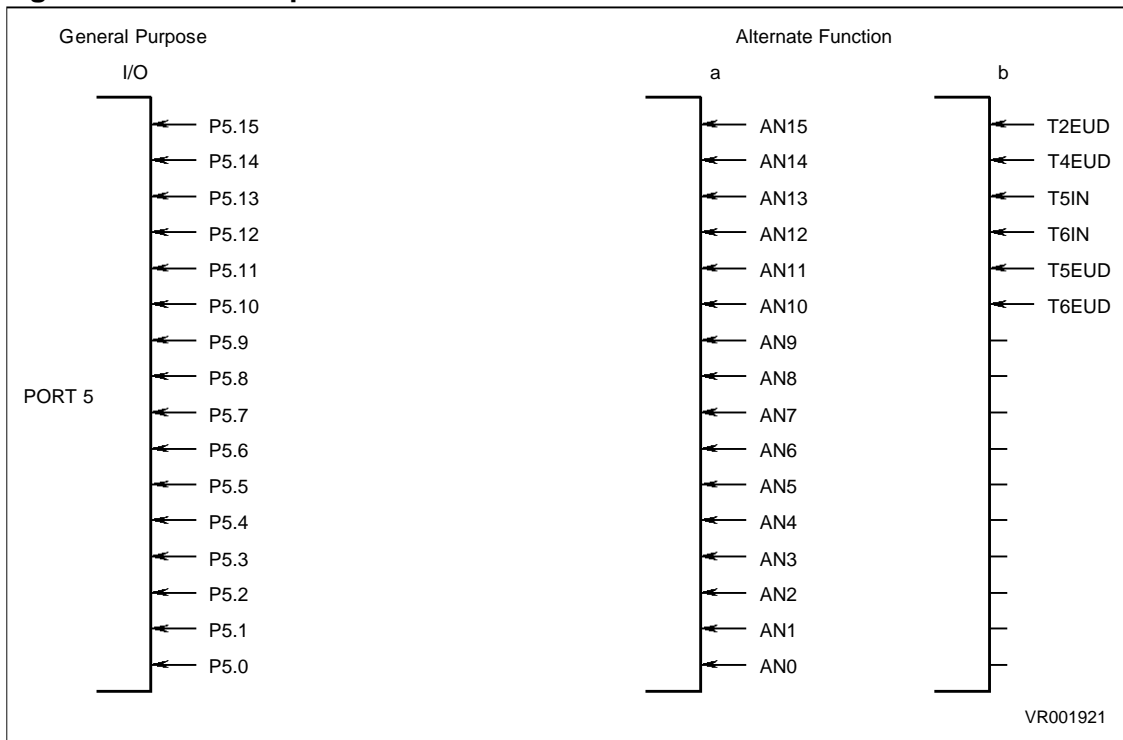 General Purpose Alternate Function
I/O a b
P5.15 AN15 T2EUD
P5.14 AN14 T4EUD
P5.13 AN13 T5IN
P5.12 AN12 T6IN
P5.11 AN11 T5EUD
P5.10 AN10 T6EUD
P5.9 AN9
P5.8 AN8
PORT 5
P5.7 AN7
P5.6 AN6
P5.5 AN5
P5.4 AN4
P5.3 AN3
P5.2 AN2
P5.1 AN1
P5.0 AN0
VR001921